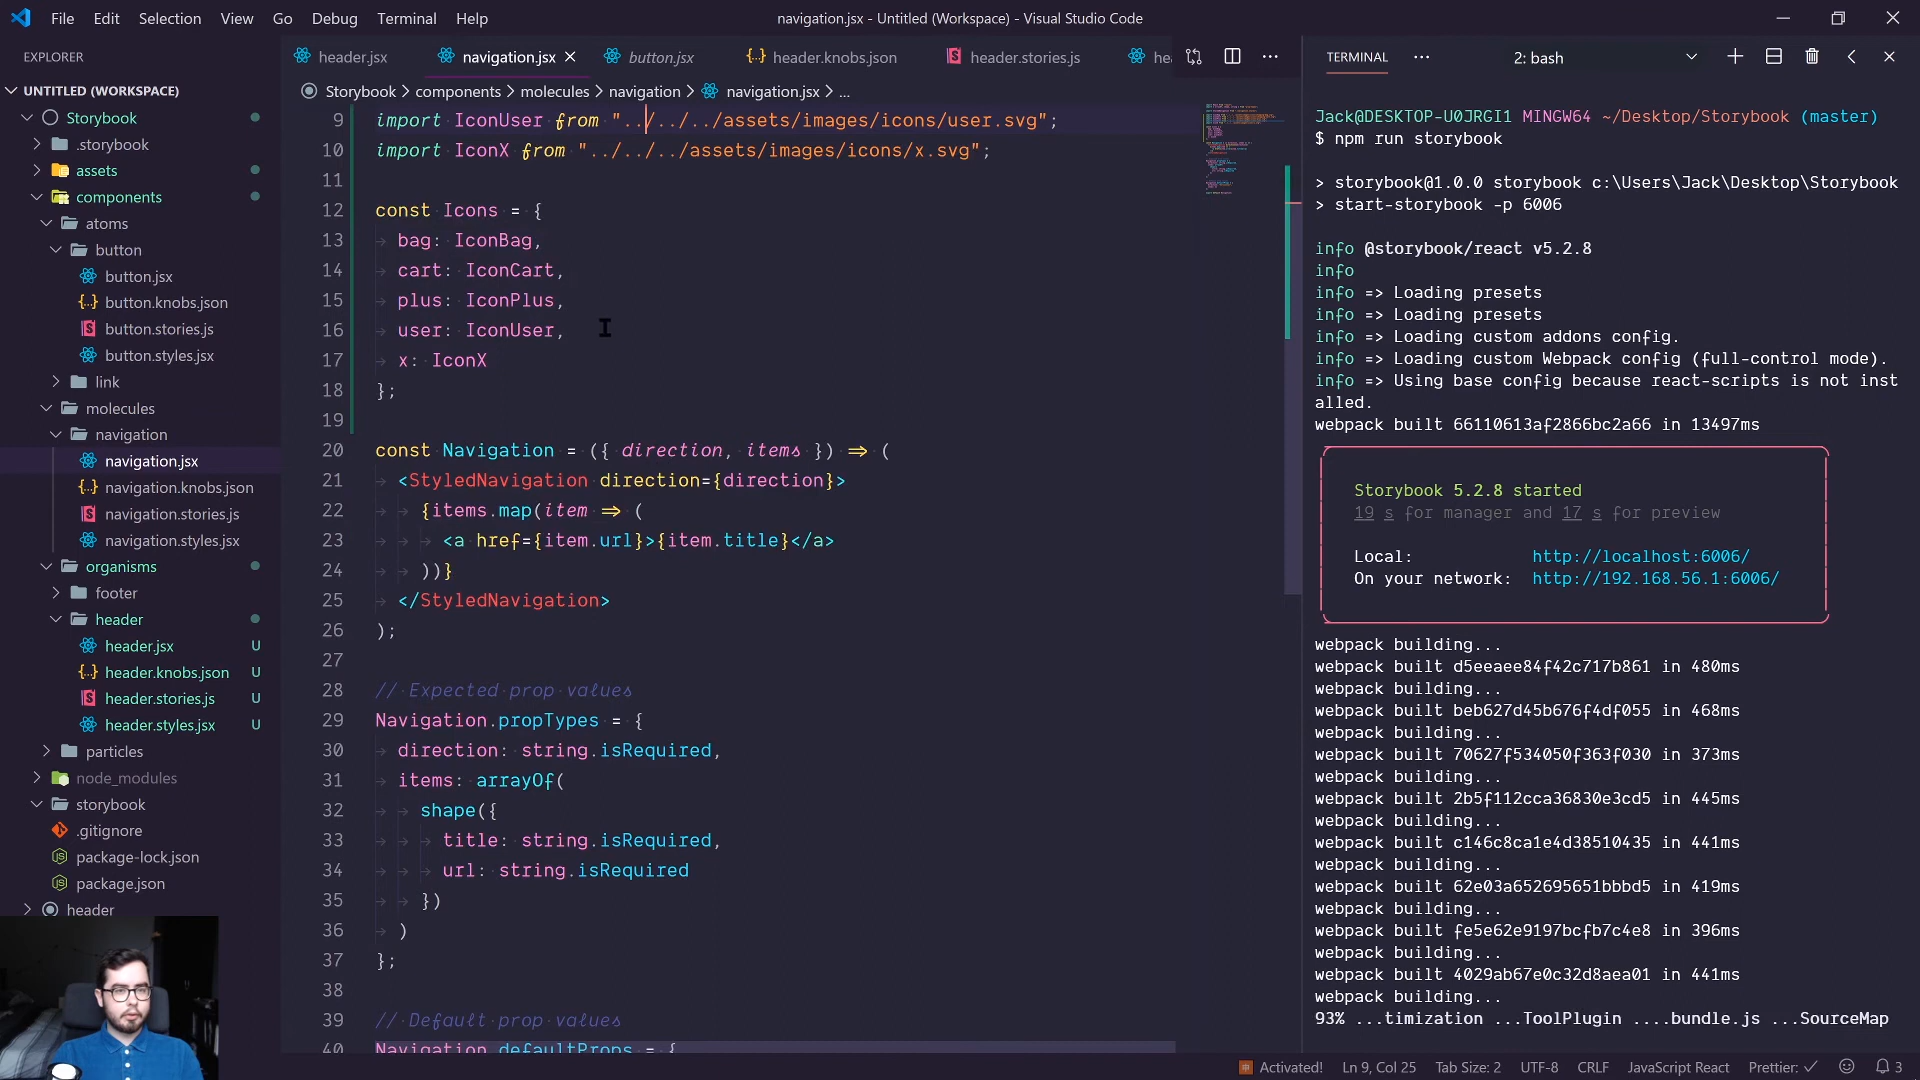 File Edit Selection View Go Debug Terminal Help
navigation.jsx - Untitled (Workspace) - Visual Studio Code
EXPLORER
UNTITLED (WORKSPACE)
Storybook
.storybook
assets
components
atoms
button
button.jsx
button.knobs.json
button.stories.js
button.styles.jsx
link
molecules
navigation
navigation.jsx
navigation.knobs.json
navigation.stories.js
navigation.styles.jsx
organisms
footer
header
header.jsx U
header.knobs.json U
header.stories.js U
header.styles.jsx U
particles
node_modules
storybook
.gitignore
package-lock.json
package.json
header
header.jsx navigation.jsx button.jsx header.knobs.json header.stories.js he
Storybook > components > molecules > navigation > navigation.jsx > ...
9 import IconUser from "../../../assets/images/icons/user.svg";
10 import IconX from "../../../assets/images/icons/x.svg";
11
12 const Icons = {
13 bag: IconBag,
14 cart: IconCart,
15 plus: IconPlus,
16 user: IconUser,
17 x: IconX
18 };
19
20 const Navigation = ({ direction, items }) => (
21 <StyledNavigation direction={direction}>
22 {items.map(item => (
23 <a href={item.url}>{item.title}</a>
24 ))}
25 </StyledNavigation>
26 );
27
28 // Expected prop values
29 Navigation.propTypes = {
30 direction: string.isRequired,
31 items: arrayOf(
32 shape({
33 title: string.isRequired,
34 url: string.isRequired
35 })
36 )
37 };
38
39 // Default prop values
40 Navigation.defaultProps = {
TERMINAL
2: bash
Jack@DESKTOP-U0JRGI1 MINGW64 ~/Desktop/Storybook (master)
$ npm run storybook
> storybook@1.0.0 storybook c:\Users\Jack\Desktop\Storybook
> start-storybook -p 6006
info @storybook/react v5.2.8
info
info => Loading presets
info => Loading presets
info => Loading custom addons config.
info => Loading custom Webpack config (full-control mode).
info => Using base config because react-scripts is not inst
alled.
webpack built 66110613af2866bc2a66 in 13497ms
Storybook 5.2.8 started
19 s for manager and 17 s for preview
Local: http://localhost:6006/
On your network: http://192.168.56.1:6006/
webpack building...
webpack built d5eeaee84f42c717b861 in 480ms
webpack building...
webpack built beb627d45b676f4df055 in 468ms
webpack building...
webpack built 70627f534050f363f030 in 373ms
webpack building...
webpack built 2b5f112cca36830e3cd5 in 445ms
webpack building...
webpack built c146c8ca1e4d38510435 in 441ms
webpack building...
webpack built 62e03a652695651bbbd5 in 419ms
webpack building...
webpack built fe5e62e9197bcfb7c4e8 in 396ms
webpack building...
webpack built 4029ab67e0c32d8aea01 in 441ms
webpack building...
93% ...timization ...ToolPlugin ....bundle.js ...SourceMap
Activated! Ln 9, Col 25 Tab Size: 2 UTF-8 CRLF JavaScript React Prettier: ✓ 3